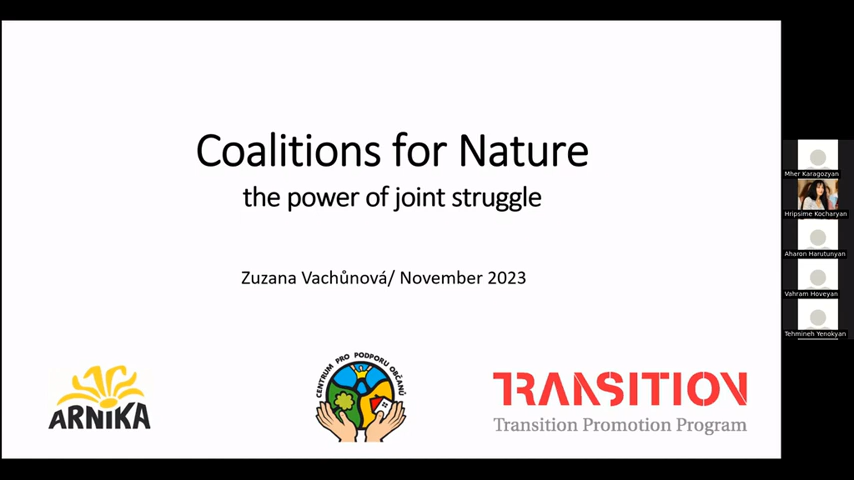 Coalitions for Nature
the power of joint struggle
Zuzana Vachůnová/ November 2023
ARNIKA
CENTRUM PRO PODPORU OBČANŮ
TRANSITION
Transition Promotion Program
Mher Karagozyan
Hripsime Kocharyan
Aharon Harutunyan
Vahram Hoveyan
Tehmineh Yenokyan